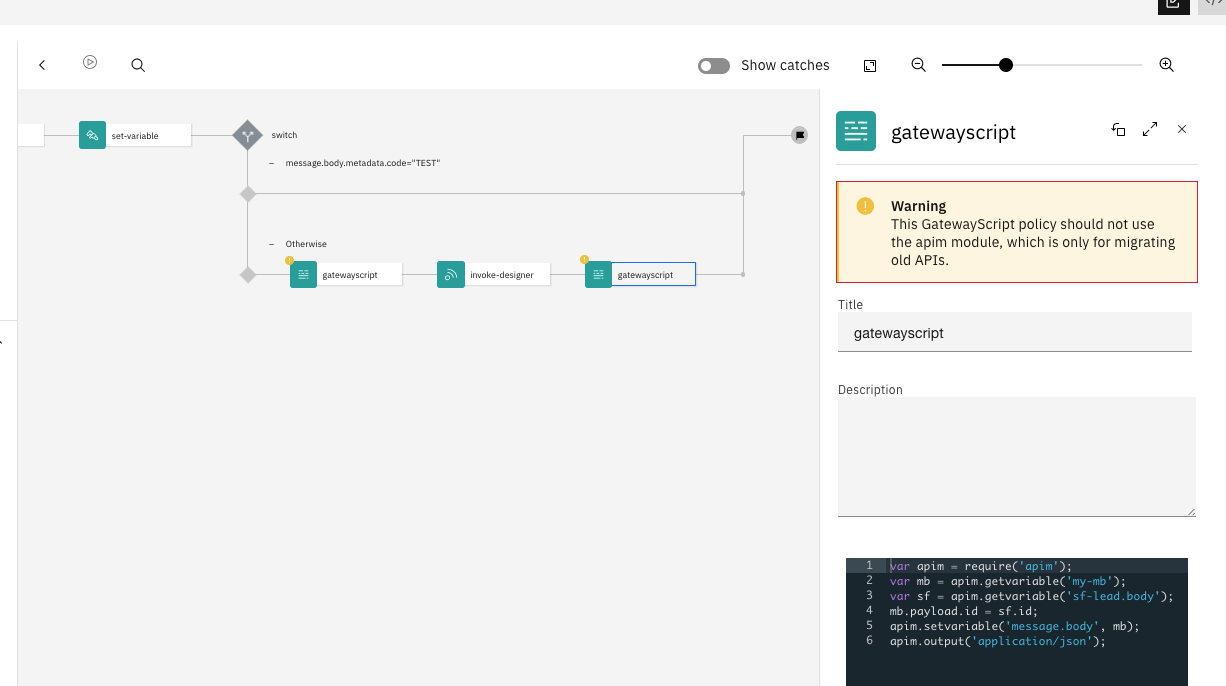 Show catches
set-variable
switch
message.body.metadata.code="TEST"
Otherwise
gatewayscript
invoke-designer
gatewayscript
gatewayscript
Warning
This GatewayScript policy should not use
the apim module, which is only for migrating
old APIs.
Title
gatewayscript
Description
1 var apim = require('apim');
2 var mb = apim.getvariable('my-mb');
3 var sf = apim.getvariable('sf-lead.body');
4 mb.payload.id = sf.id;
5 apim.setvariable('message.body', mb);
6 apim.output('application/json');